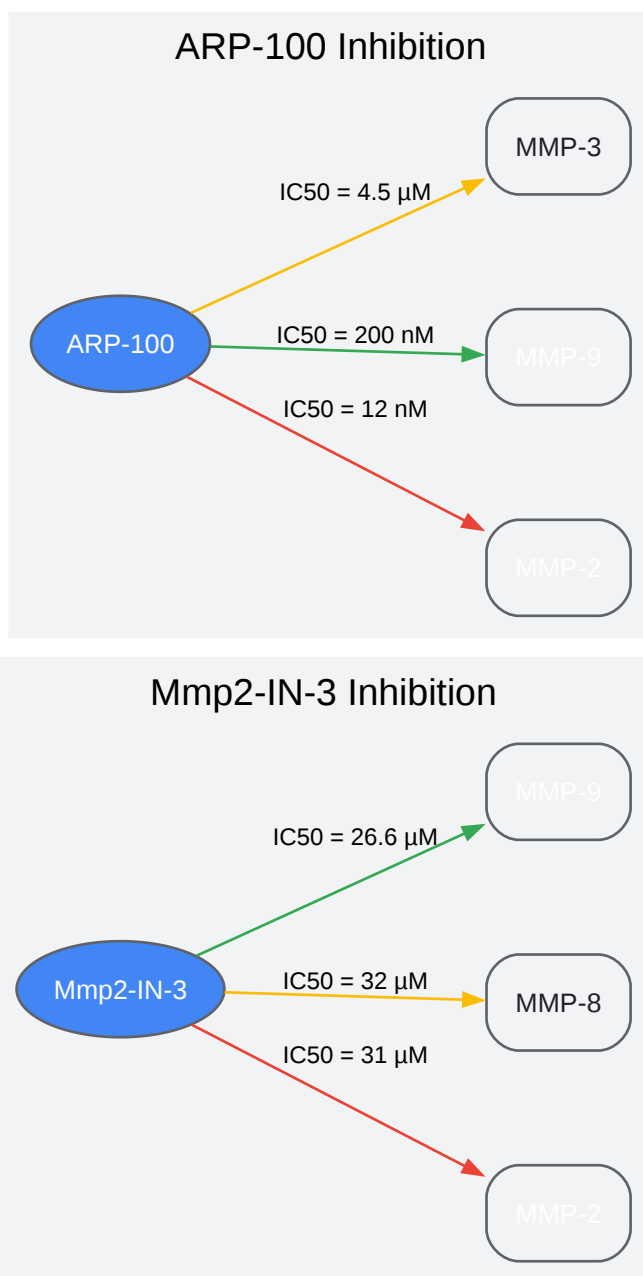 ARP-100 Inhibition
MMP-3
IC50 = 4.5 µM
ARP-100
IC50 = 200 nM
MMP-9
IC50 = 12 nM
MMP-2
Mmp2-IN-3 Inhibition
MMP-9
IC50 = 26.6 µM
Mmp2-IN-3
IC50 = 32 µM
MMP-8
IC50 = 31 µM
MMP-2